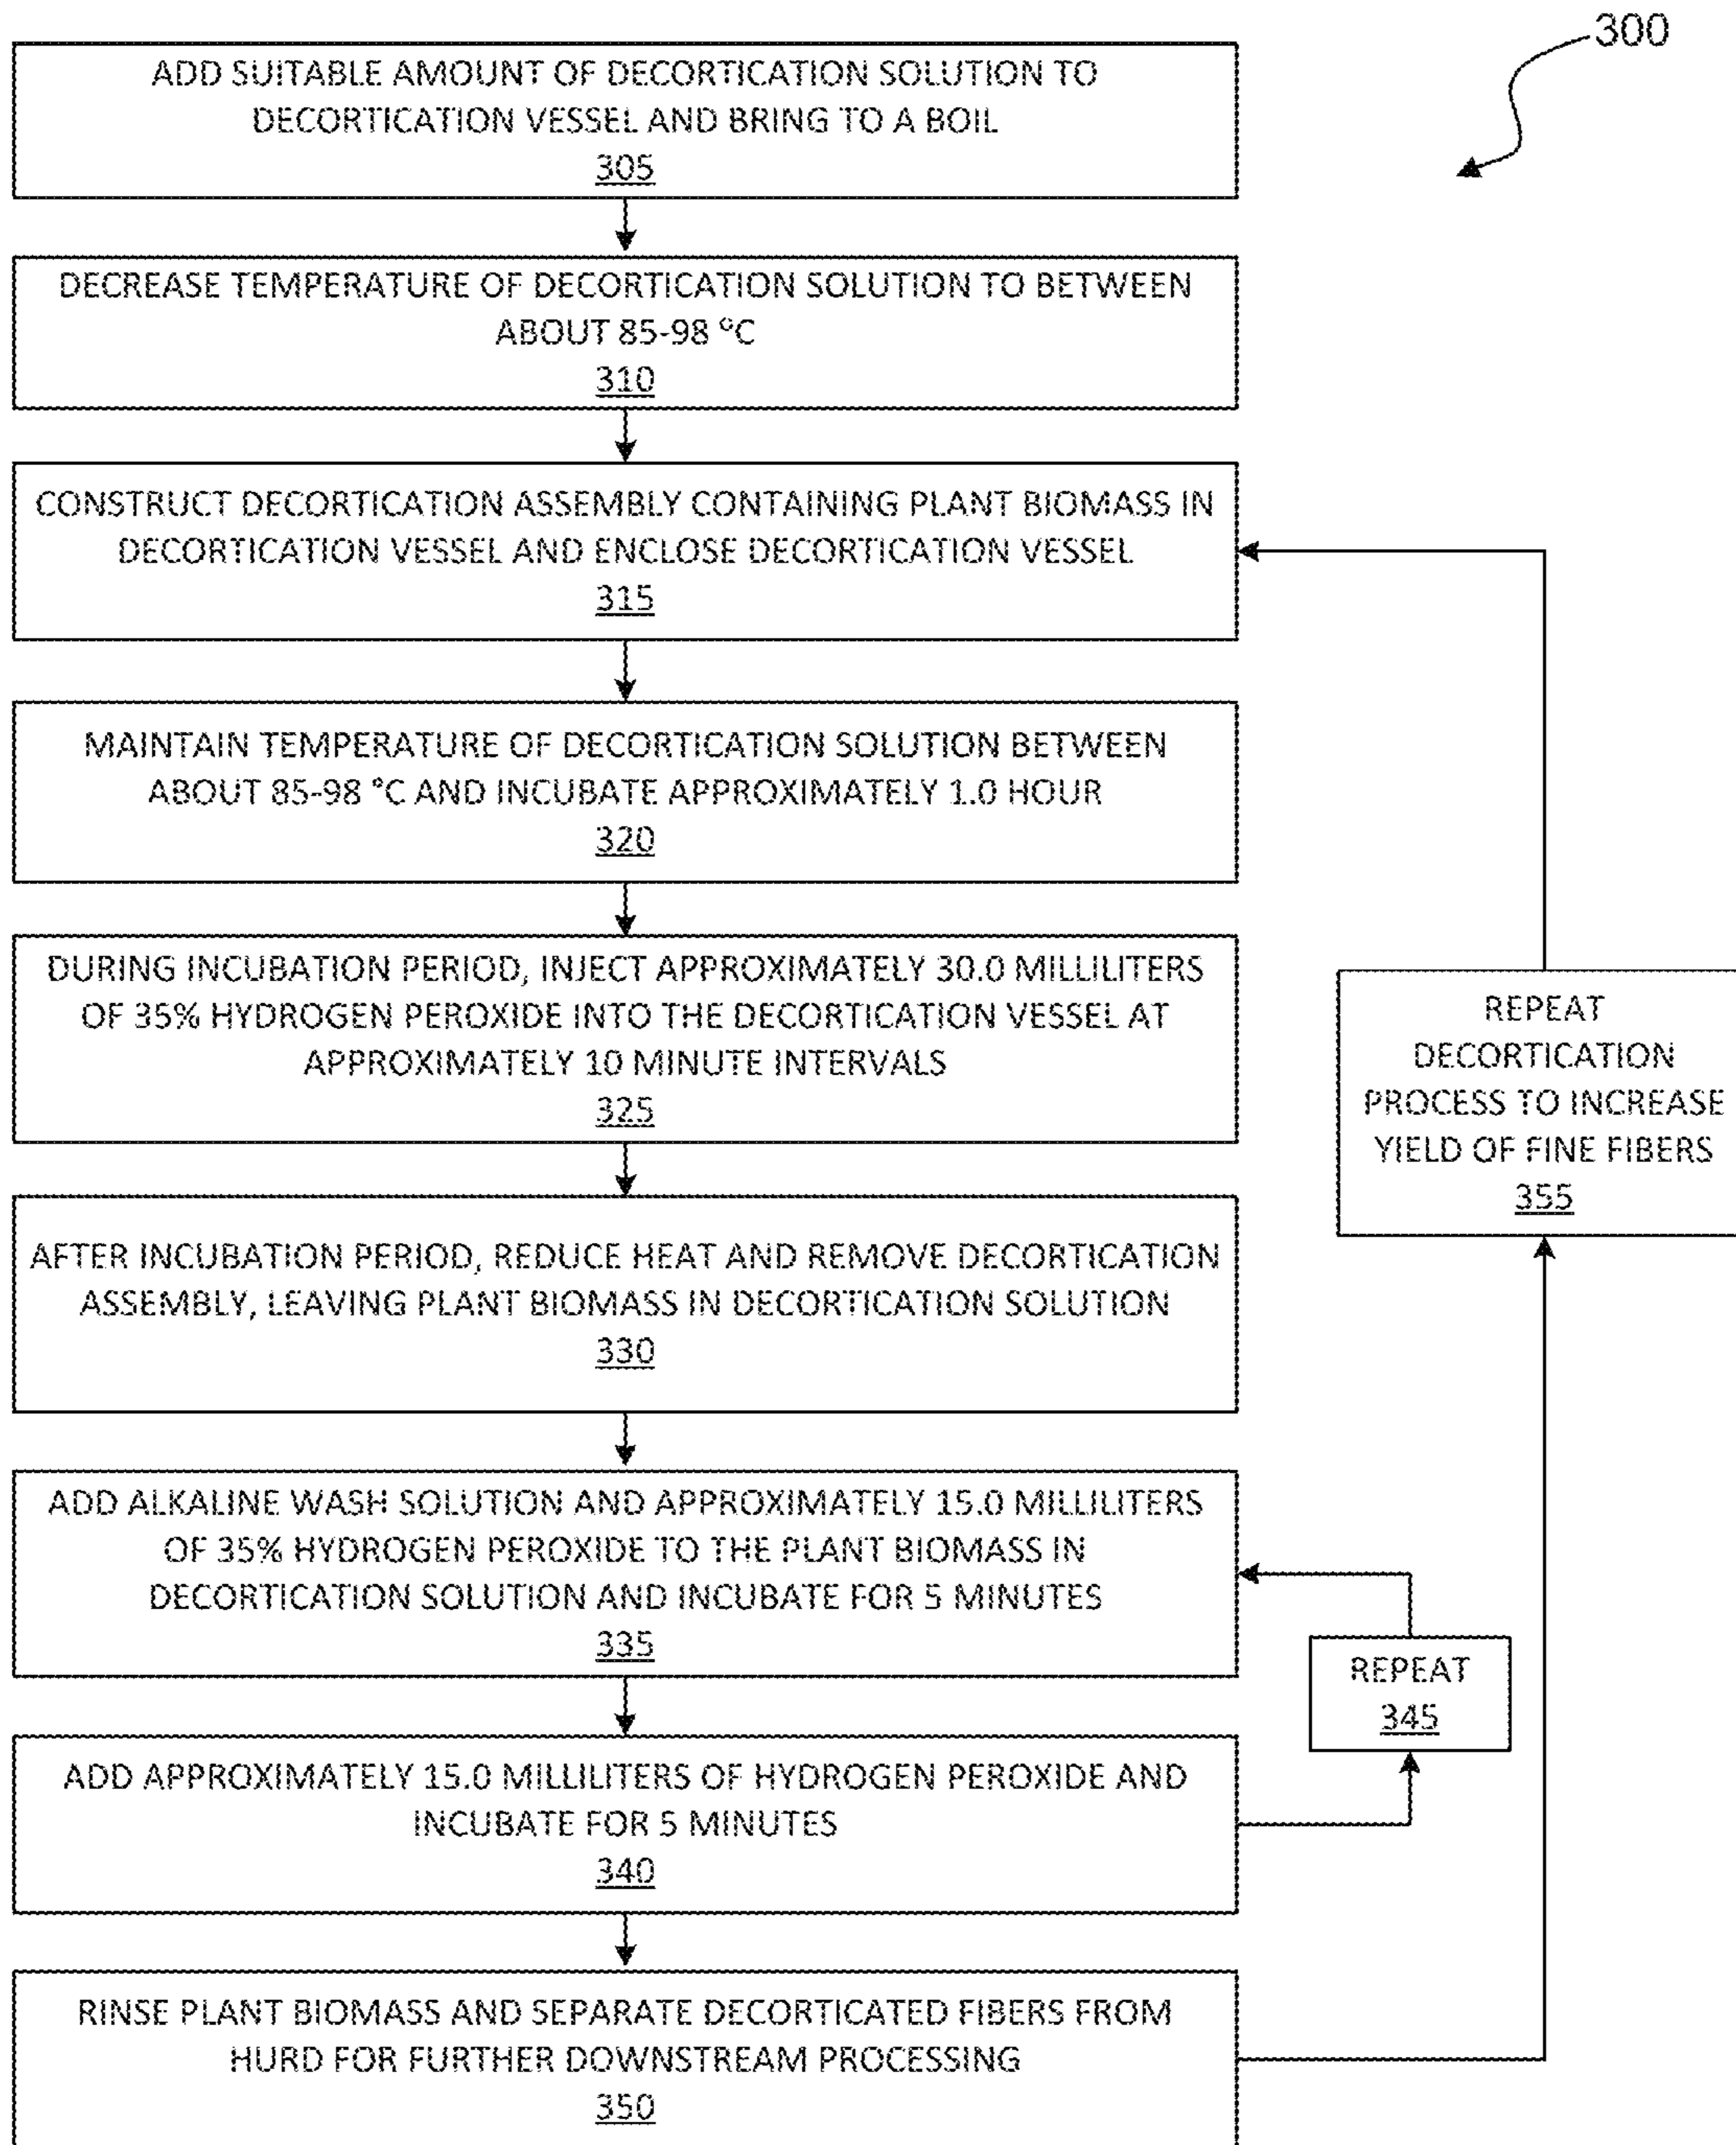 300
ADD SUITABLE AMOUNT OF DECORTICATION SOLUTION TO
DECORTICATION VESSEL AND BRING TO A BOIL
305
DECREASE TEMPERATURE OF DECORTICATION SOLUTION TO BETWEEN
ABOUT 85-98 °C
310
CONSTRUCT DECORTICATION ASSEMBLY CONTAINING PLANT BIOMASS IN
DECORTICATION VESSEL AND ENCLOSE DECORTICATION VESSEL
315
MAINTAIN TEMPERATURE OF DECORTICATION SOLUTION BETWEEN
ABOUT 85-98 °C AND INCUBATE APPROXIMATELY 1.0 HOUR
320
DURING INCUBATION PERIOD, INJECT APPROXIMATELY 30.0 MILLILITERS
OF 35% HYDROGEN PEROXIDE INTO THE DECORTICATION VESSEL AT
APPROXIMATELY 10 MINUTE INTERVALS
325
REPEAT
DECORTICATION
PROCESS TO INCREASE
YIELD OF FINE FIBERS
355
AFTER INCUBATION PERIOD, REDUCE HEAT AND REMOVE DECORTICATION
ASSEMBLY, LEAVING PLANT BIOMASS IN DECORTICATION SOLUTION
330
ADD ALKALINE WASH SOLUTION AND APPROXIMATELY 15.0 MILLILITERS
OF 35% HYDROGEN PEROXIDE TO THE PLANT BIOMASS IN
DECORTICATION SOLUTION AND INCUBATE FOR 5 MINUTES
335
REPEAT
345
ADD APPROXIMATELY 15.0 MILLILITERS OF HYDROGEN PEROXIDE AND
INCUBATE FOR 5 MINUTES
340
RINSE PLANT BIOMASS AND SEPARATE DECORTICATED FIBERS FROM
HURD FOR FURTHER DOWNSTREAM PROCESSING
350